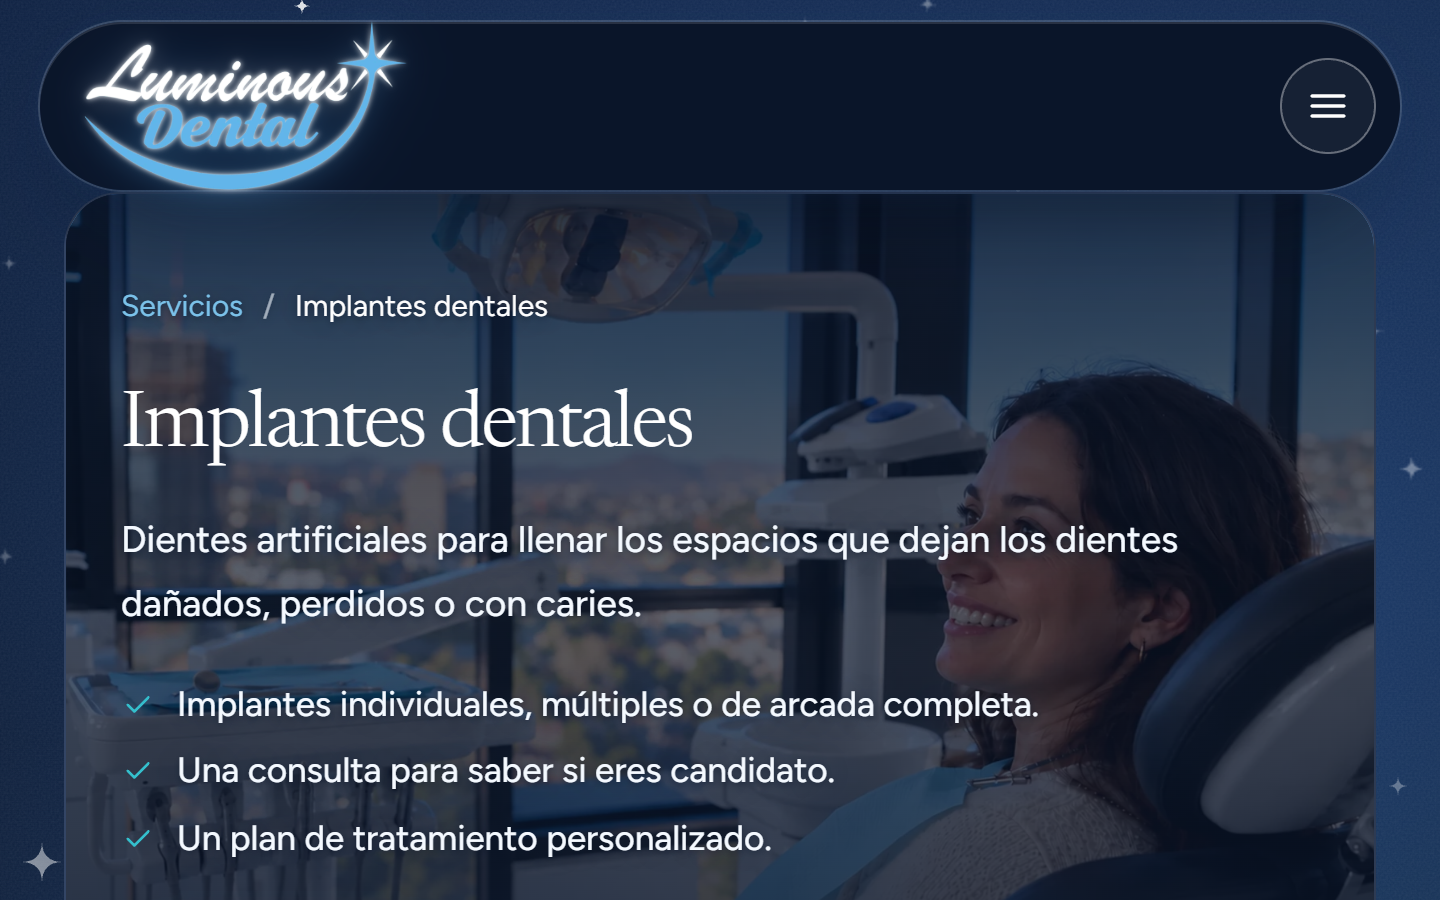 Luminous
Dental
Servicios / Implantes dentales
Implantes dentales
Dientes artificiales para llenar los espacios que dejan los dientes
dañados, perdidos o con caries.
Implantes individuales, múltiples o de arcada completa.
Una consulta para saber si eres candidato.
Un plan de tratamiento personalizado.